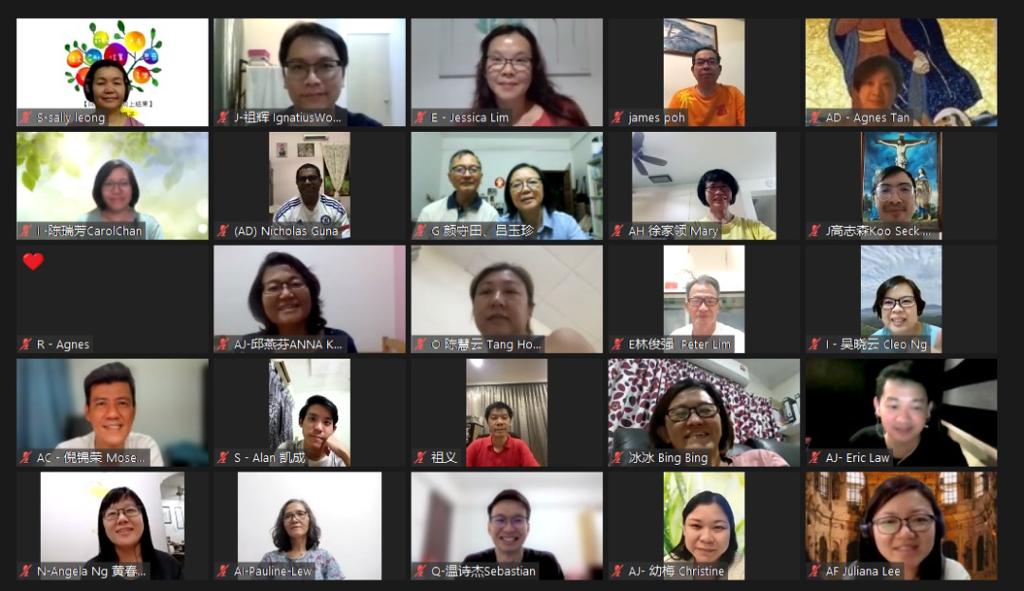 S-sally leong
J-祖辉 IgnatiusWo...
E - Jessica Lim
james poh
AD - Agnes Tan
I -陈瑞芳CarolChan
(AD) Nicholas Guna
G 颜守田、吕玉珍
AH 徐家领 Mary
J高志森Koo Seck ...
R - Agnes
AJ-邱燕芬ANNA K...
O 陈慧云 Tang Ho...
E林俊强 Peter Lim
I - 吴晓云 Cleo Ng
AC - 倪锦荣 Mose...
S - Alan 凯成
祖义
冰冰 Bing Bing
AJ- Eric Law
N-Angela Ng 黄春...
AI-Pauline-Lew
Q-温诗杰Sebastian
AJ- 幼梅 Christine
AF Juliana Lee